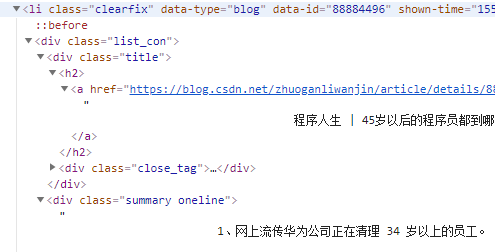 ▼<li class="clearfix" data-type="blog" data-id="88884496" shown-time="155
::before
▼<div class="list_con">
▼<div class="title">
▼<h2>
▼<a href="https://blog.csdn.net/zhuoganliwanjin/article/details/88
"
程序人生 | 45岁以后的程序员都到哪
</a>
</h2>
▶<div class="close_tag">…</div>
</div>
▼<div class="summary oneline">
"
1、网上流传华为公司正在清理 34 岁以上的员工。